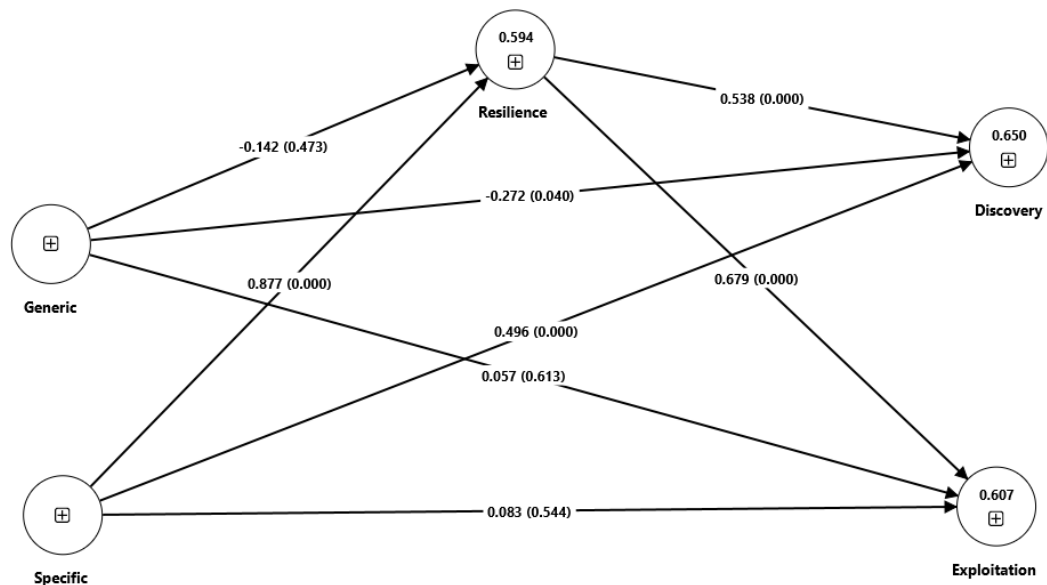 0.594
Resilience
0.538 (0.000)
0.650
Discovery
-0.142 (0.473)
-0.272 (0.040)
Generic
0.877 (0.000)
0.679 (0.000)
0.496 (0.000)
0.057 (0.613)
0.607
Exploitation
0.083 (0.544)
Specific